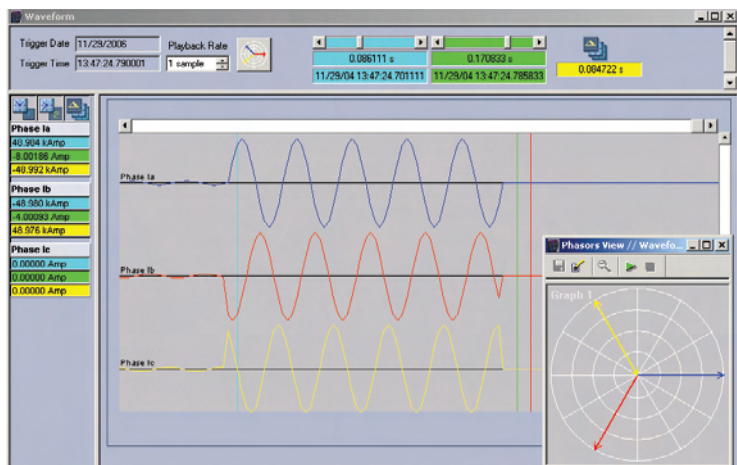 Waveform
Trigger Date 11/29/2006
Trigger Time 13:47:24.790001
Playback Rate
1 sample
0.086111 s
11/29/04 13:47:24.701111
0.170833 s
11/29/04 13:47:24.785833
0.084722 s
Phase Ia
48.984 kAmp
-8.00186 Amp
-48.992 kAmp
Phase Ib
-48.980 kAmp
-4.00093 Amp
48.976 kAmp
Phase Ic
0.00000 Amp
0.00000 Amp
0.00000 Amp
Phase Ia
Phase Ib
Phase Ic
Phasors View // Wavefo...
Graph 1